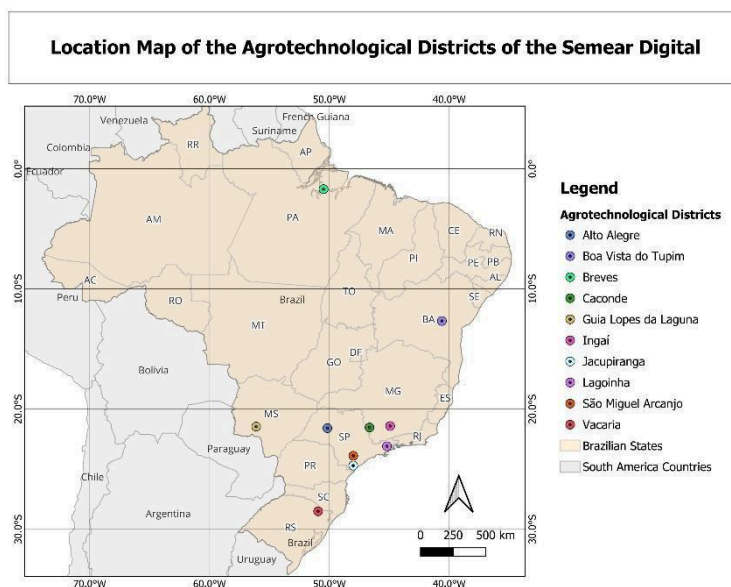 Location Map of the Agrotechnological Districts of the Semear Digital
70.0°W 60.0°W 50.0°W 40.0°W
Venezuela
French Guiana
Suriname
Colombia
RR
AP
0.0°
0.0°
Ecuador
AM
PA
MA
CE
RN
PI
PE
PB
AL
AC
TO
SE
10.0°S
10.0°S
Peru
RO
Brazil
BA
MT
Bolivia
GO
DF
MG
ES
20.0°S
20.0°S
MS
SP
RJ
Paraguay
PR
Chile
SC
Argentina
RS
Brazil
30.0°S
30.0°S
Uruguay
0 250 500 km
70.0°W 60.0°W 50.0°W 40.0°W
Legend
Agrotechnological Districts
Alto Alegre
Boa Vista do Tupim
Breves
Caconde
Guia Lopes da Laguna
Ingaí
Jacupiranga
Lagoinha
São Miguel Arcanjo
Vacaria
Brazilian States
South America Countries